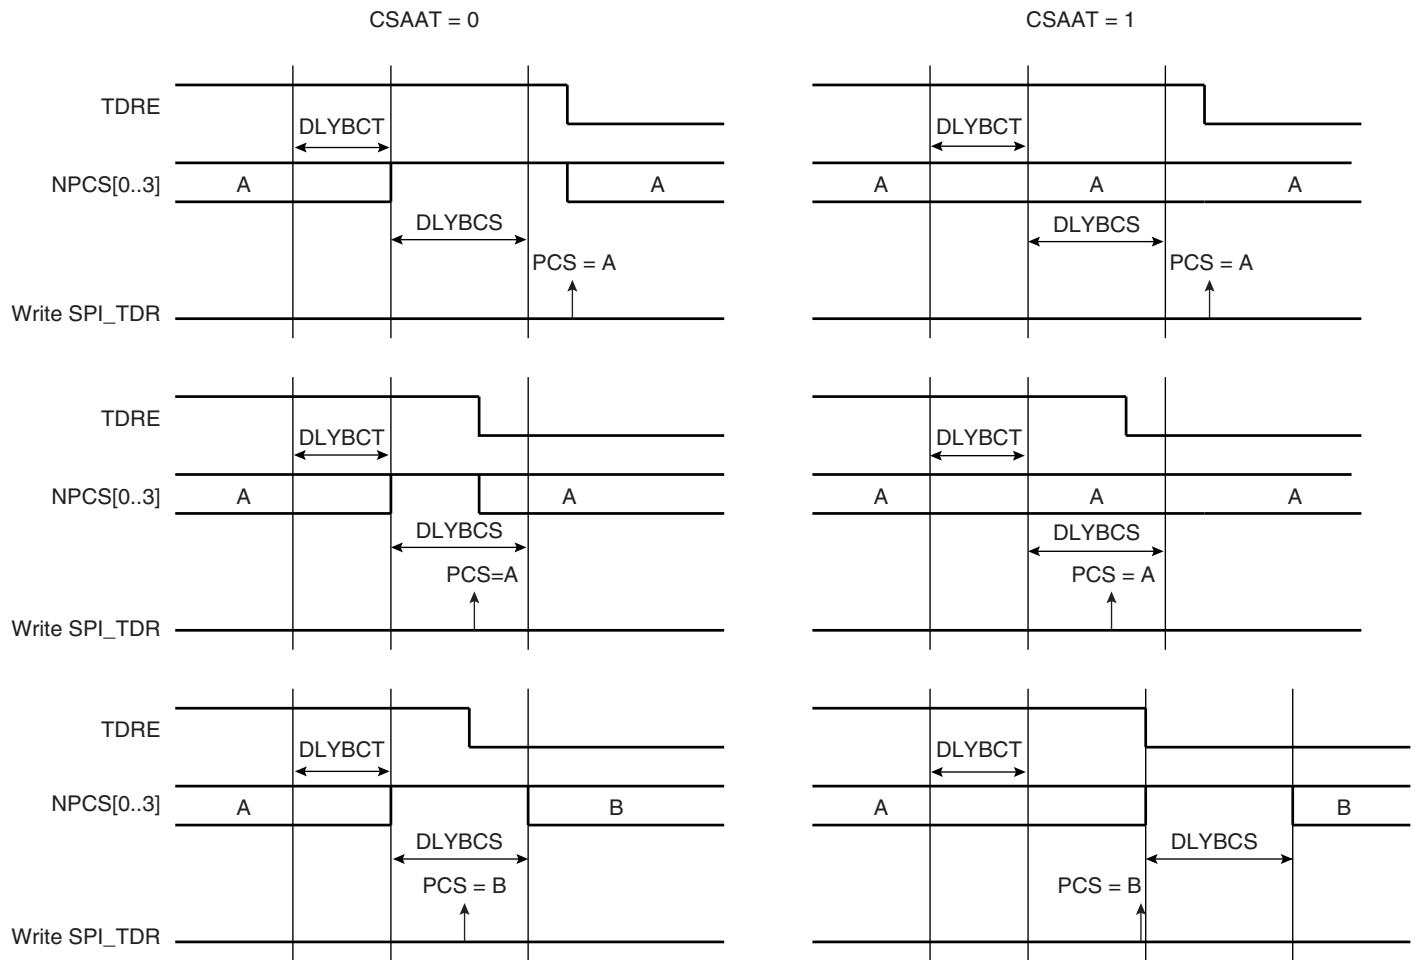 CSAAT = 0
CSAAT = 1
TDRE
DLYBCT
DLYBCT
NPCS[0..3]
A
A
A
A
A
DLYBCS
DLYBCS
PCS = A
PCS = A
Write SPI_TDR
TDRE
DLYBCT
DLYBCT
NPCS[0..3]
A
A
A
A
A
DLYBCS
DLYBCS
PCS=A
PCS = A
Write SPI_TDR
TDRE
DLYBCT
DLYBCT
NPCS[0..3]
A
B
A
B
DLYBCS
DLYBCS
PCS = B
PCS = B
Write SPI_TDR